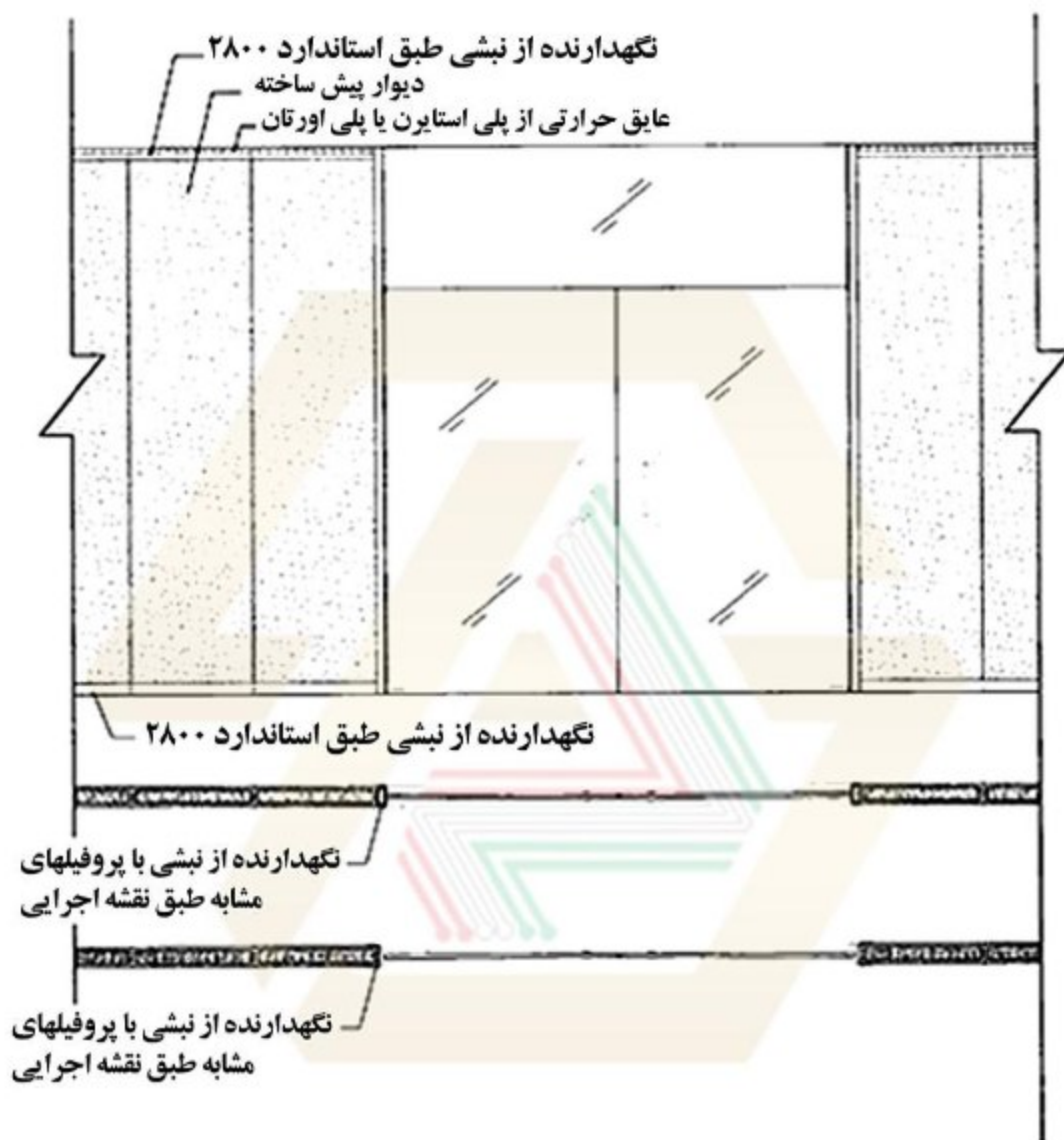 نگهدارنده از نبشی طبق استاندارد ۲۸۰۰
دیوار پیش ساخته
عایق حرارتی از پلی استایرن یا پلی اورتان
نگهدارنده از نبشی طبق استاندارد ۲۸۰۰
نگهدارنده از نبشی با پروفیلهای
مشابه طبق نقشه اجرایی
نگهدارنده از نبشی با پروفیلهای
مشابه طبق نقشه اجرایی